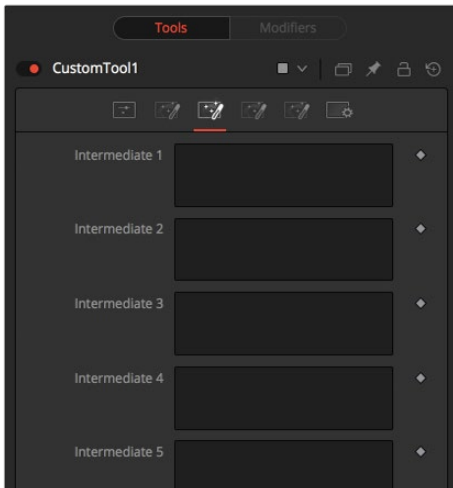 Tools
Modifiers
CustomTool1
Intermediate 1
Intermediate 2
Intermediate 3
Intermediate 4
Intermediate 5